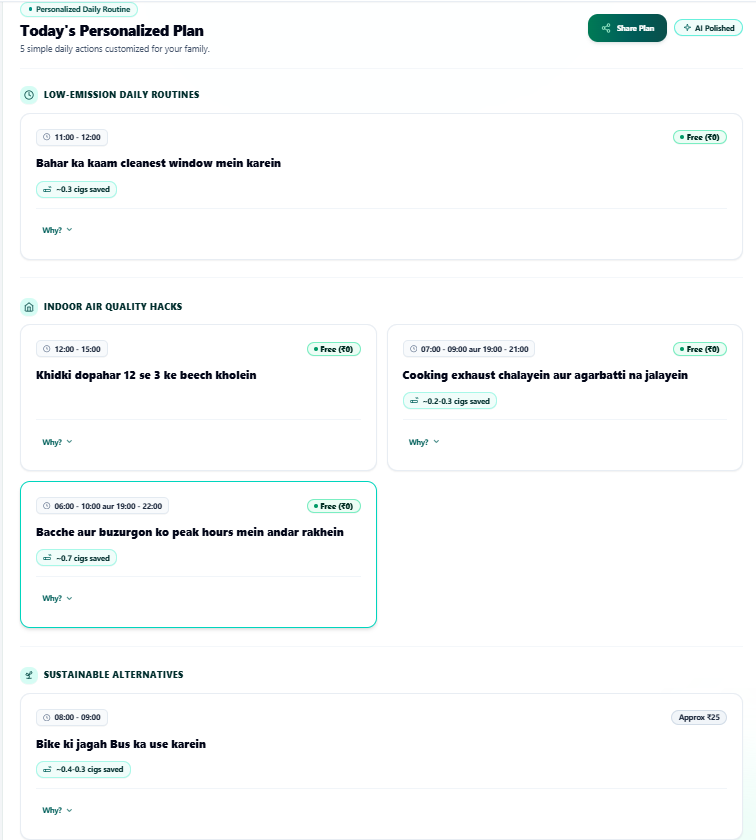 Personalized Daily Routine
Today's Personalized Plan
5 simple daily actions customized for your family.
Share Plan
AI Polished
LOW-EMISSION DAILY ROUTINES
11:00 - 12:00
Free (₹0)
Bahar ka kaam cleanest window mein karein
~0.3 cigs saved
Why?
INDOOR AIR QUALITY HACKS
12:00 - 15:00
Free (₹0)
Khidki dopahar 12 se 3 ke beech kholein
Why?
07:00 - 09:00 aur 19:00 - 21:00
Free (₹0)
Cooking exhaust chalayein aur agarbatti na jalayein
~0.2-0.3 cigs saved
Why?
06:00 - 10:00 aur 19:00 - 22:00
Free (₹0)
Bacche aur buzurgon ko peak hours mein andar rakhein
~0.7 cigs saved
Why?
SUSTAINABLE ALTERNATIVES
08:00 - 09:00
Approx ₹25
Bike ki jagah Bus ka use karein
~0.4-0.3 cigs saved
Why?